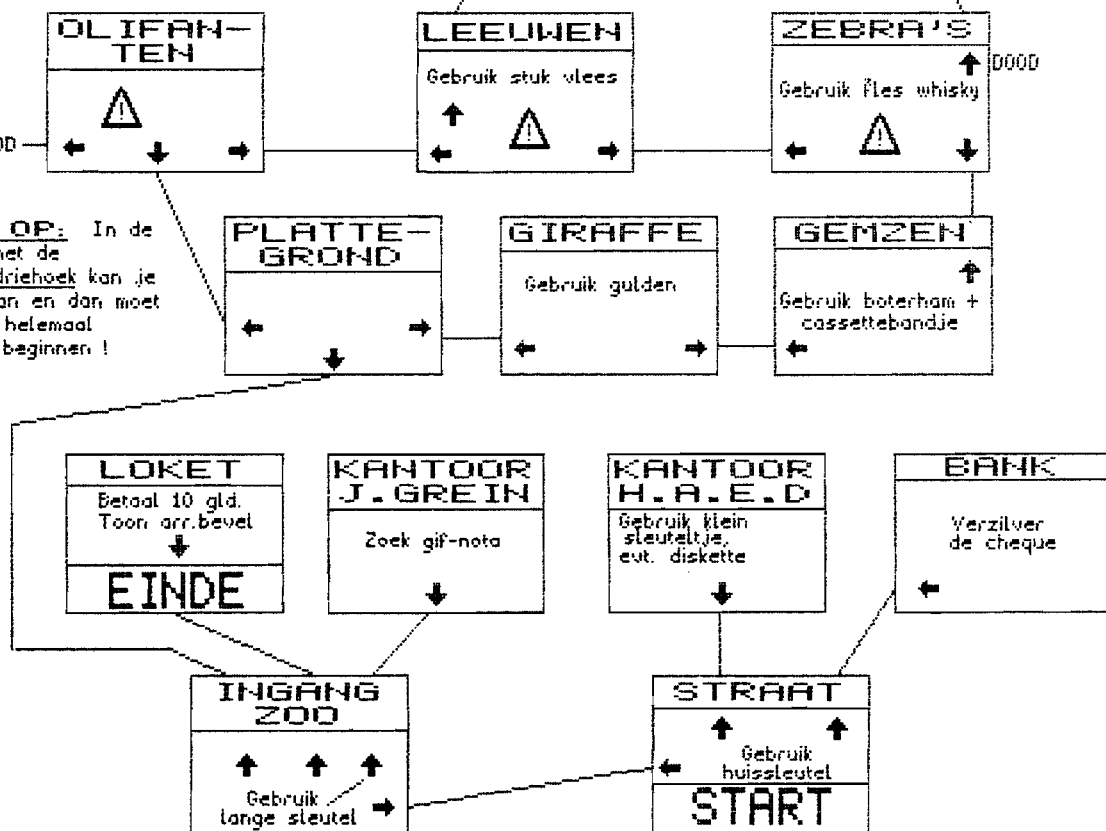 OLIFAN-
TEN
LEEUWEN
Gebruik stuk vlees
ZEBRA'S
DOOD
Gebruik fles whisky
OP: In de
driehoek kan je
en dan moet
helemaal
beginnen !
PLATTE-
GROND
GIRAFFE
Gebruik gulden
GEMZEN
Gebruik boterham +
cassettebandje
LOKET
Betaal 10 gld.
Toon arr.bevel
EINDE
KANTOOR
J.GREIN
Zoek gif-nota
KANTOOR
H.A.E.D
Gebruik klein
sleuteltje,
evt. diskette
BANK
Verzilver
de cheque
INGANG
ZOO
Gebruik
lange sleutel
STRAAT
Gebruik
huissleutel
START